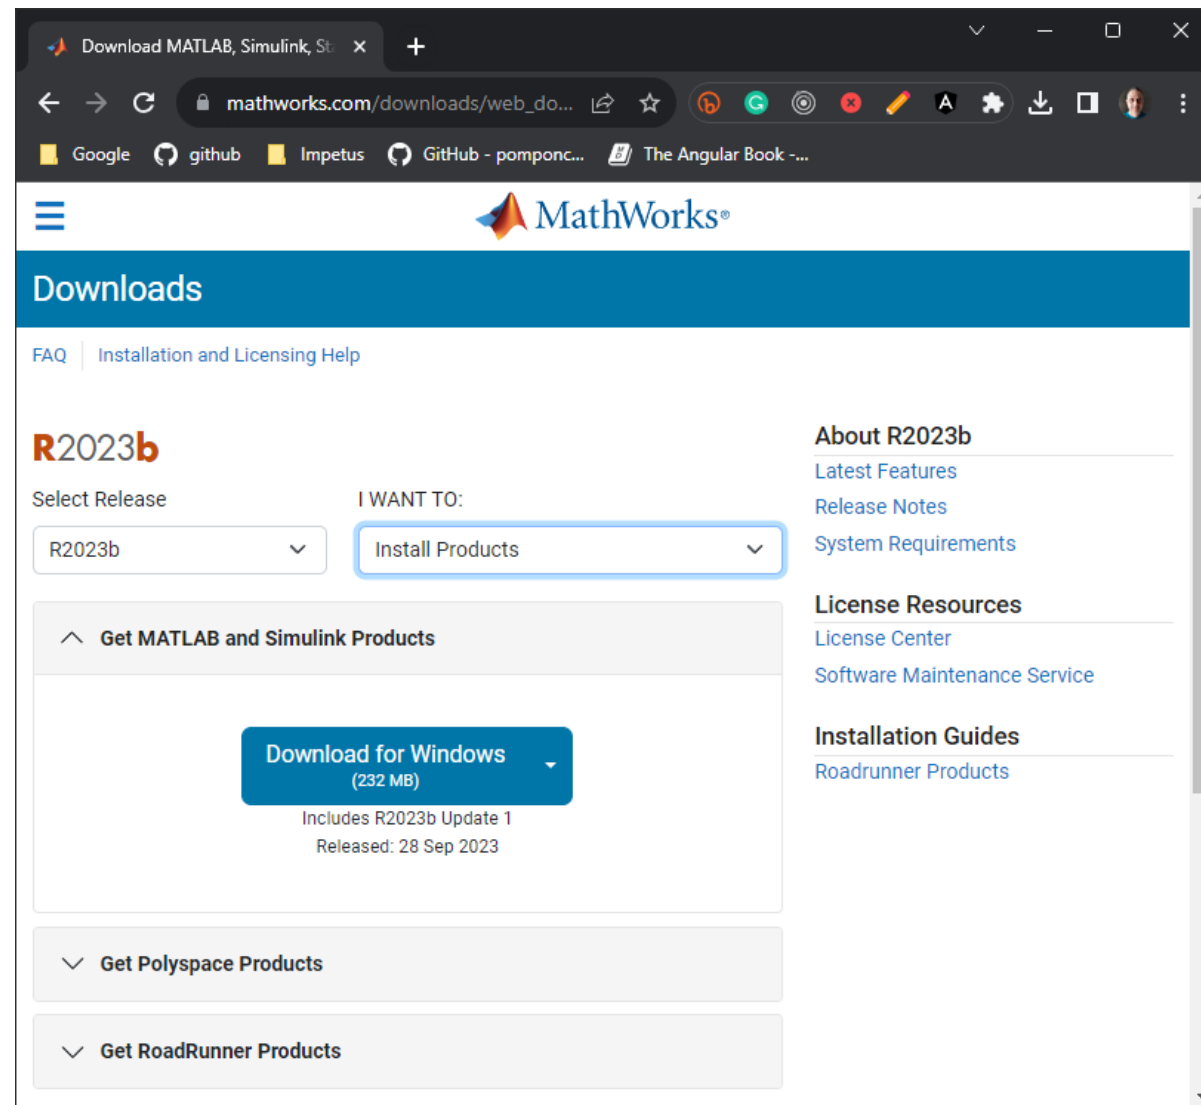 Download MATLAB, Simulink, St
mathworks.com/downloads/web_do...
Google github Impetus GitHub - pomponc... The Angular Book -...
MathWorks®
Downloads
FAQ Installation and Licensing Help
R2023b
Select Release I WANT TO:
R2023b Install Products
Get MATLAB and Simulink Products
Download for Windows
(232 MB)
Includes R2023b Update 1
Released: 28 Sep 2023
Get Polyspace Products
Get RoadRunner Products
About R2023b
Latest Features
Release Notes
System Requirements
License Resources
License Center
Software Maintenance Service
Installation Guides
Roadrunner Products